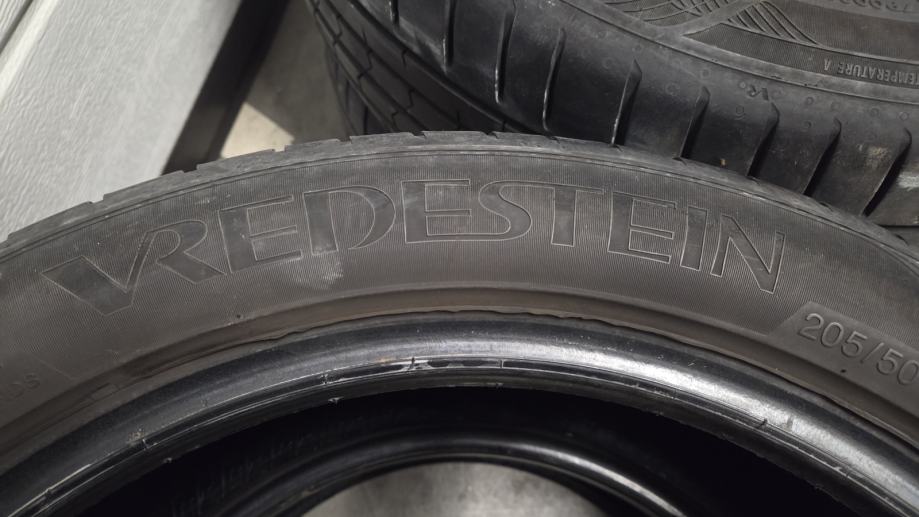 TEMPERATURE A
VREDESTEIN
205/50